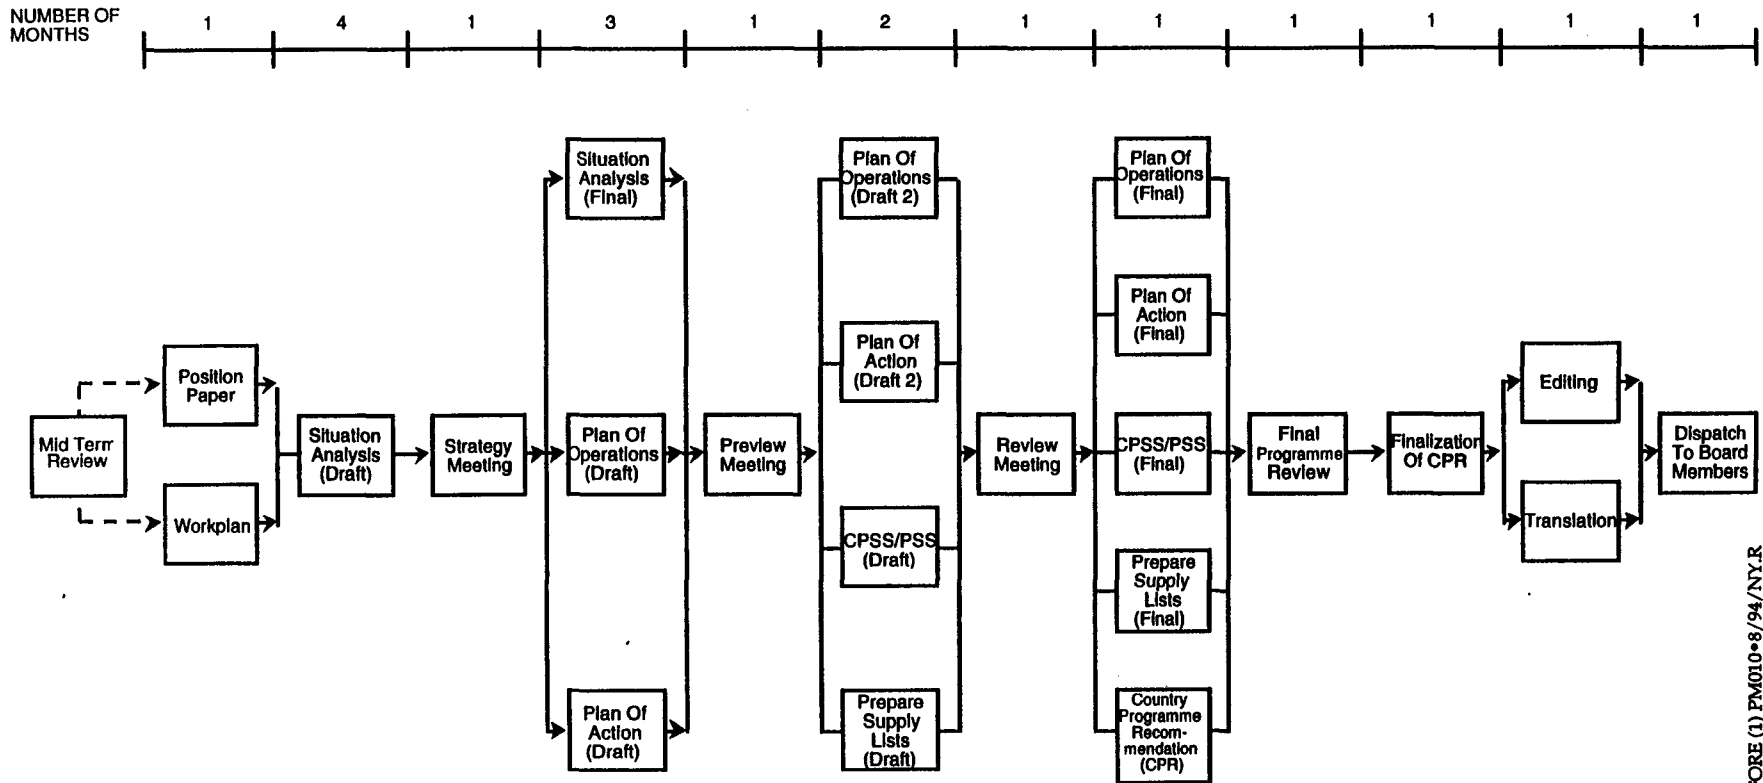 NUMBER OF
MONTHS
1
4
1
3
1
2
1
1
1
1
1
1
Mid Term
Review
Position
Paper
Workplan
Situation
Analysis
(Draft)
Strategy
Meeting
Situation
Analysis
(Final)
Plan Of
Operations
(Draft)
Plan Of
Action
(Draft)
Preview
Meeting
Plan Of
Operations
(Draft 2)
Plan Of
Action
(Draft 2)
CPSS/PSS
(Draft)
Prepare
Supply
Lists
(Draft)
Review
Meeting
Plan Of
Operations
(Final)
Plan Of
Action
(Final)
CPSS/PSS
(Final)
Prepare
Supply
Lists
(Final)
Country
Programme
Recom-
mendation
(CPR)
Final
Programme
Review
Finalization
Of CPR
Editing
Translation
Dispatch
To Board
Members
ORE (1) PM010•8/94/NY.R